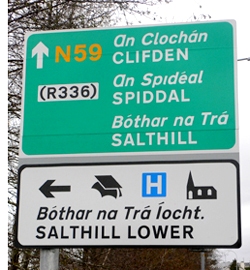 N59
An Clochán
CLIFDEN
(R336)
An Spidéal
SPIDDAL
Bóthar na Trá
SALTHILL
H
Bóthar na Trá Íocht.
SALTHILL LOWER